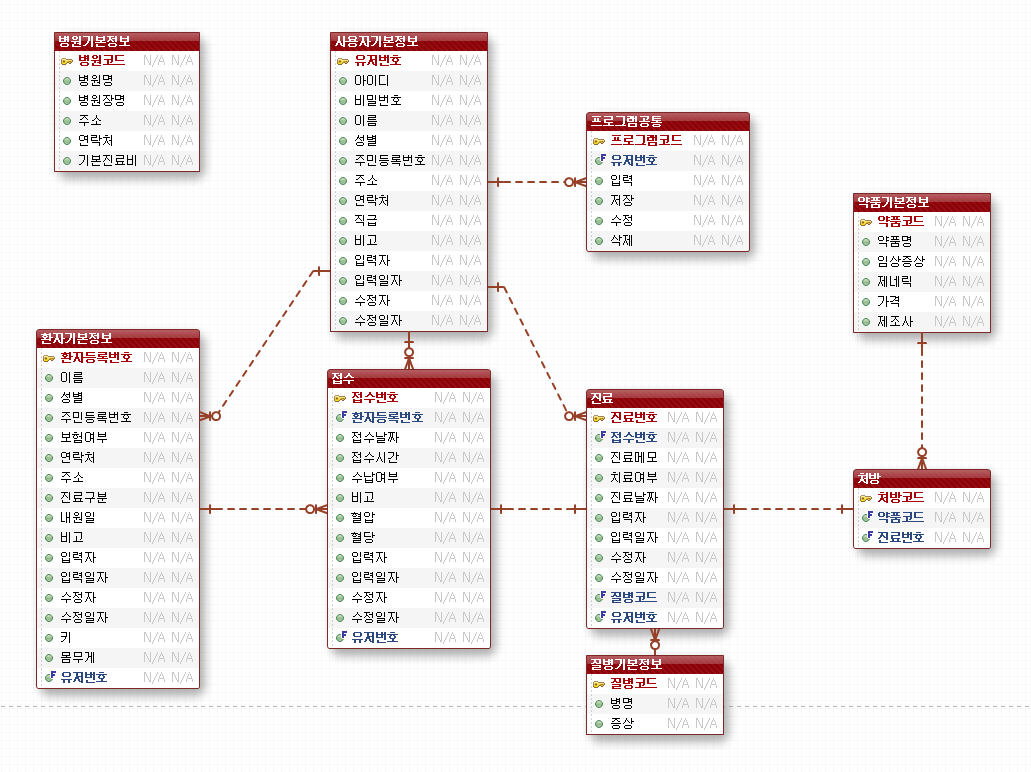 병원기본정보
병원코드 N/A N/A
병원명 N/A N/A
병원장명 N/A N/A
주소 N/A N/A
연락처 N/A N/A
기본진료비 N/A N/A
사용자기본정보
유저번호 N/A N/A
아이디 N/A N/A
비밀번호 N/A N/A
이름 N/A N/A
성별 N/A N/A
주민등록번호 N/A N/A
주소 N/A N/A
연락처 N/A N/A
직급 N/A N/A
비고 N/A N/A
입력자 N/A N/A
입력일자 N/A N/A
수정자 N/A N/A
수정일자 N/A N/A
프로그램공통
프로그램코드 N/A N/A
유저번호 N/A N/A
입력 N/A N/A
저장 N/A N/A
수정 N/A N/A
삭제 N/A N/A
약품기본정보
약품코드 N/A N/A
약품명 N/A N/A
임상증상 N/A N/A
제네릭 N/A N/A
가격 N/A N/A
제조사 N/A N/A
환자기본정보
환자등록번호 N/A N/A
이름 N/A N/A
성별 N/A N/A
주민등록번호 N/A N/A
보험여부 N/A N/A
연락처 N/A N/A
주소 N/A N/A
진료구분 N/A N/A
내원일 N/A N/A
비고 N/A N/A
입력자 N/A N/A
입력일자 N/A N/A
수정자 N/A N/A
수정일자 N/A N/A
키 N/A N/A
몸무게 N/A N/A
유저번호 N/A N/A
접수
접수번호 N/A N/A
환자등록번호 N/A N/A
접수날짜 N/A N/A
접수시간 N/A N/A
수납여부 N/A N/A
비고 N/A N/A
혈압 N/A N/A
혈당 N/A N/A
입력자 N/A N/A
입력일자 N/A N/A
수정자 N/A N/A
수정일자 N/A N/A
유저번호 N/A N/A
진료
진료번호 N/A N/A
접수번호 N/A N/A
진료메모 N/A N/A
치료여부 N/A N/A
진료날짜 N/A N/A
입력자 N/A N/A
입력일자 N/A N/A
수정자 N/A N/A
수정일자 N/A N/A
질병코드 N/A N/A
유저번호 N/A N/A
처방
처방코드 N/A N/A
약품코드 N/A N/A
진료번호 N/A N/A
질병기본정보
질병코드 N/A N/A
병명 N/A N/A
증상 N/A N/A